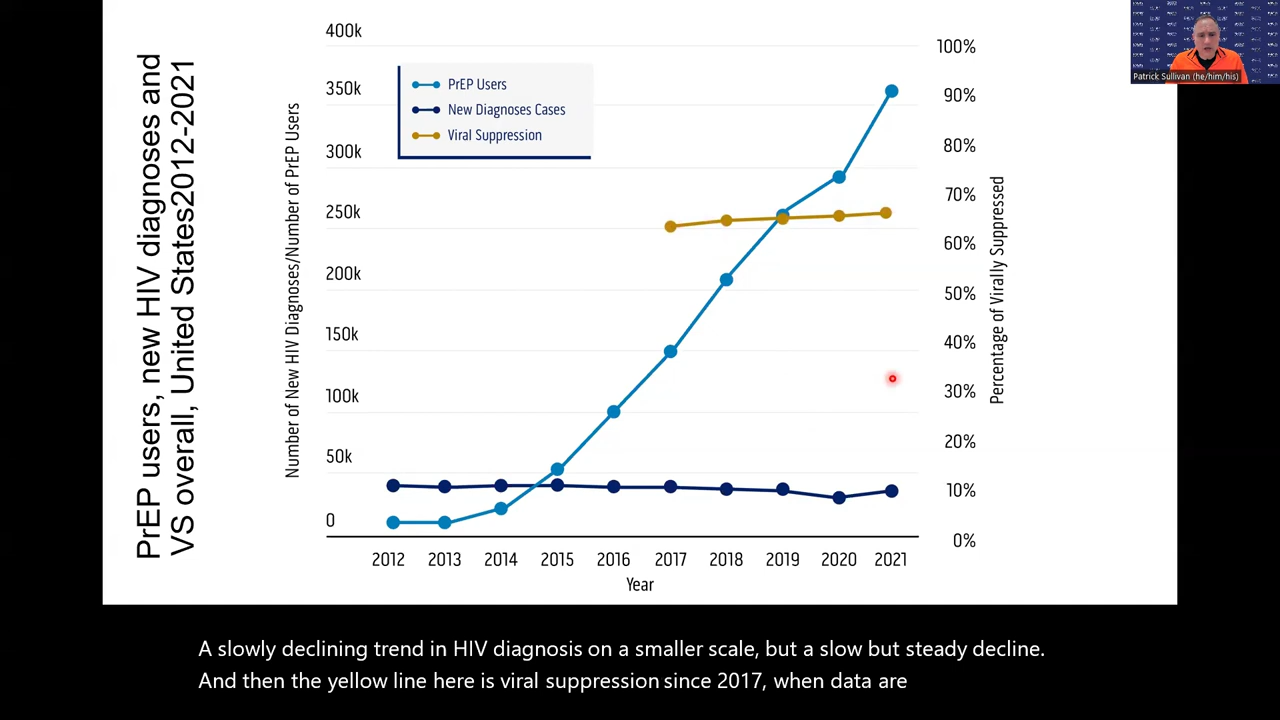 PrEP users, new HIV diagnoses and
VS overall, United States2012-2021
Number of New HIV Diagnoses/Number of PrEP Users
400k
350k
300k
250k
200k
150k
100k
50k
0
PrEP Users
New Diagnoses Cases
Viral Suppression
100%
90%
80%
70%
60%
50%
40%
30%
20%
10%
0%
Percentage of Virally Suppressed
2012 2013 2014 2015 2016 2017 2018 2019 2020 2021
Year
Patrick Sullivan (he/him/his)
A slowly declining trend in HIV diagnosis on a smaller scale, but a slow but steady decline.
And then the yellow line here is viral suppression since 2017, when data are